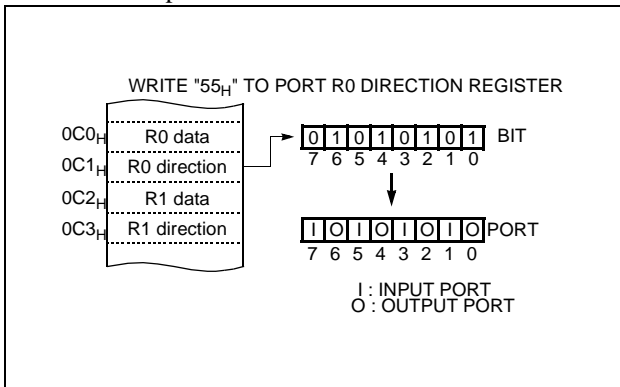 WRITE "55H" TO PORT R0 DIRECTION REGISTER
0C0H R0 data
0C1H R0 direction
0C2H R1 data
0C3H R1 direction
0 1 0 1 0 1 0 1 BIT
7 6 5 4 3 2 1 0
I O I O I O I O PORT
7 6 5 4 3 2 1 0
I : INPUT PORT
O : OUTPUT PORT